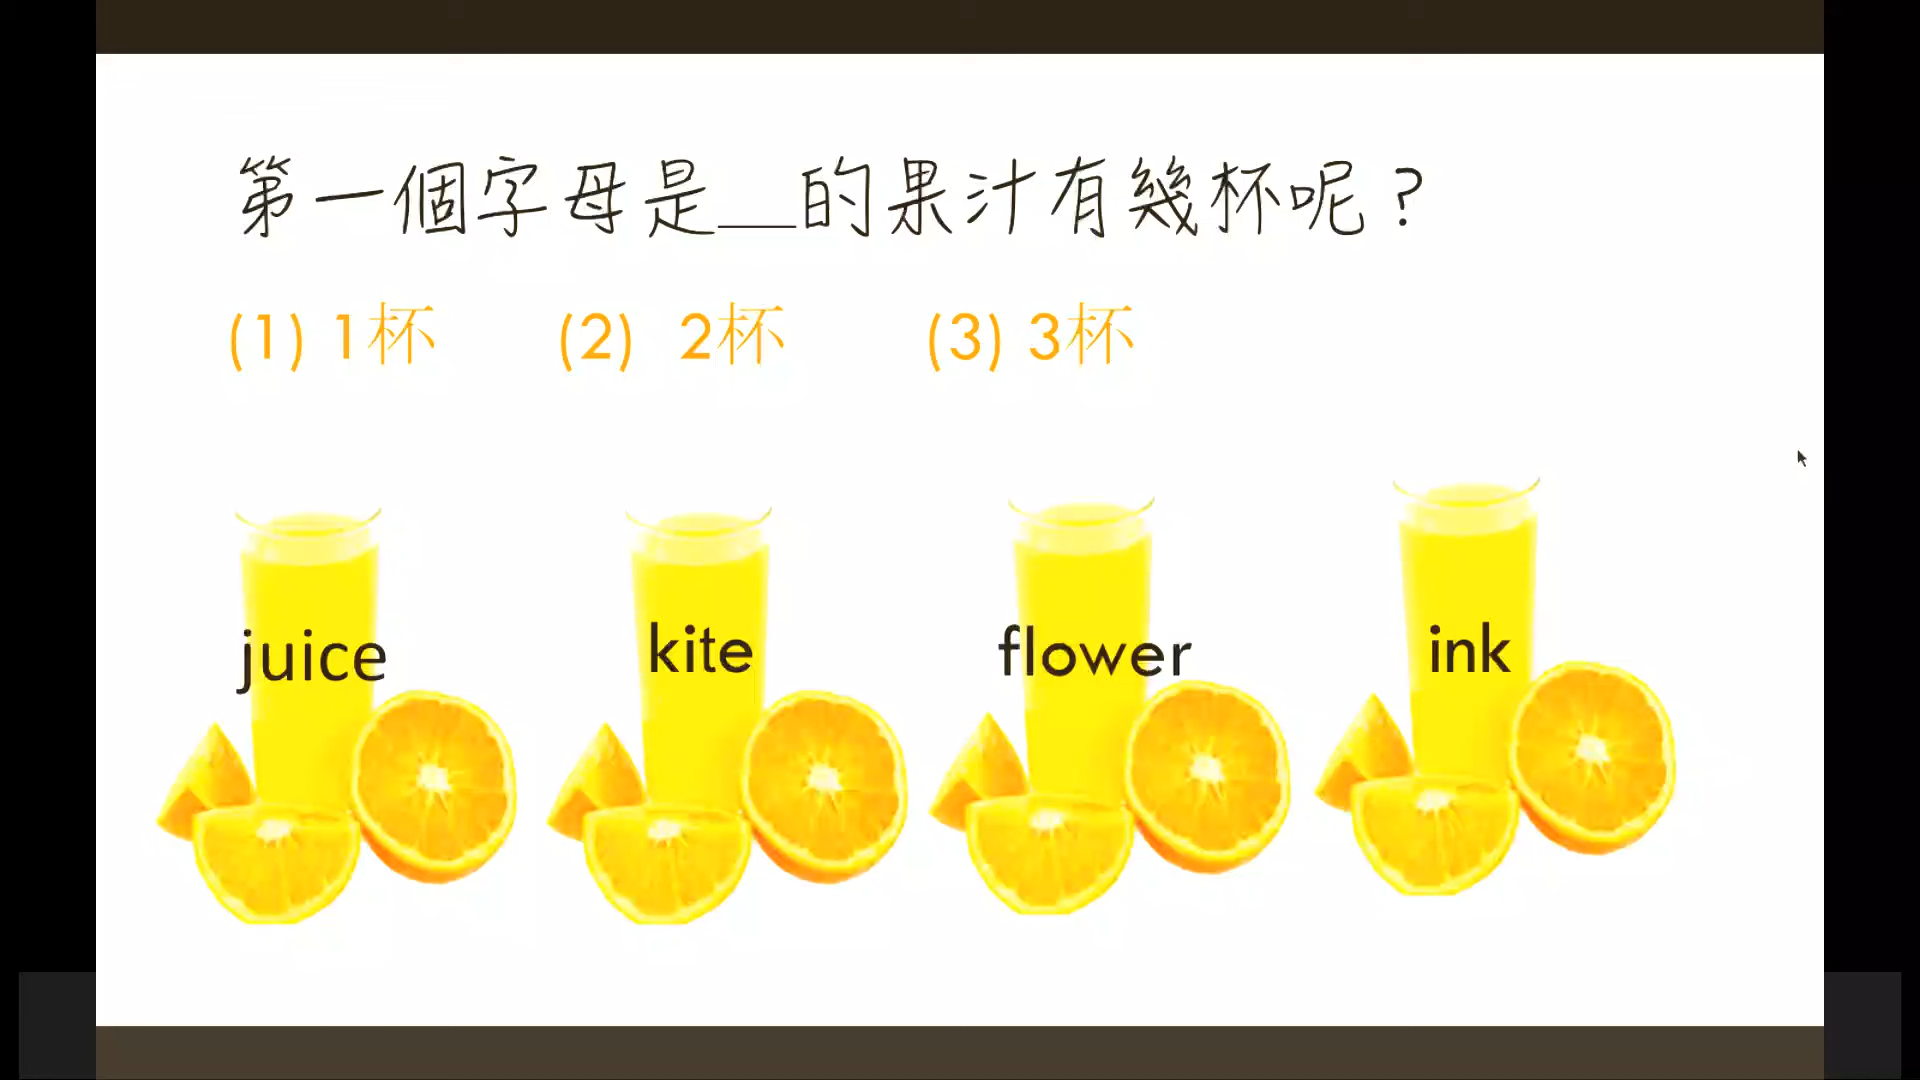 第一個字母是__的果汁有幾杯呢？
(1) 1杯 (2) 2杯 (3) 3杯
juice kite flower ink